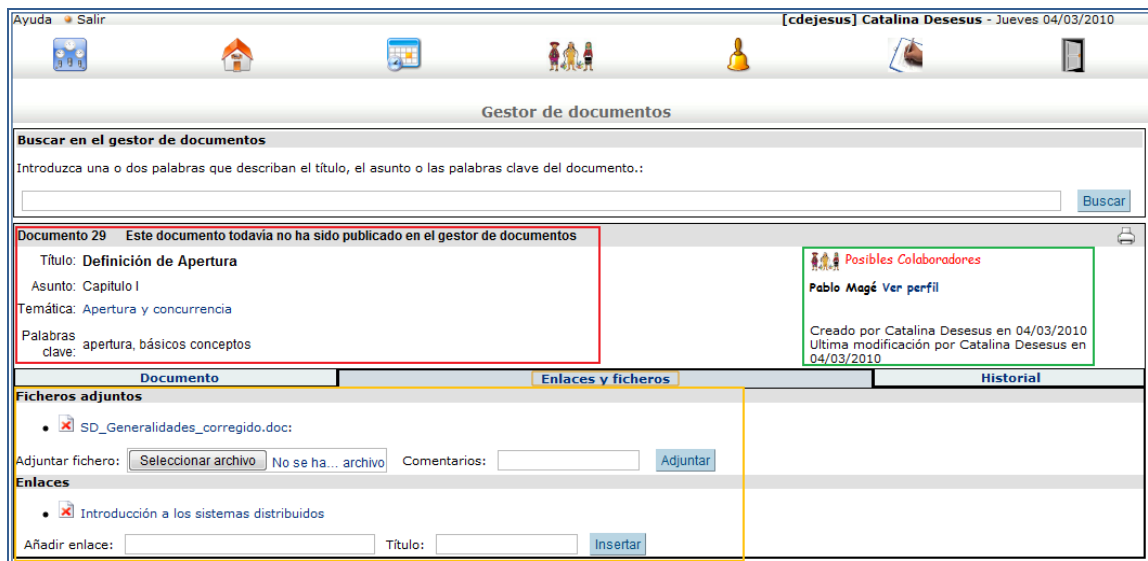 Ayuda Salir [cdejesus] Catalina Desesus - Jueves 04/03/2010
Gestor de documentos
Buscar en el gestor de documentos
Introduzca una o dos palabras que describan el título, el asunto o las palabras clave del documento.:
Buscar
Documento 29 Este documento todavia no ha sido publicado en el gestor de documentos
Título: Definición de Apertura
Asunto: Capitulo I
Temática: Apertura y concurrencia
Palabras clave: apertura, básicos conceptos
Posibles Colaboradores
Pablo Magé Ver perfil
Creado por Catalina Desesus en 04/03/2010
Ultima modificación por Catalina Desesus en
04/03/2010
Documento Enlaces y ficheros Historial
Ficheros adjuntos
SD_Generalidades_corregido.doc:
Adjuntar fichero: Seleccionar archivo No se ha... archivo Comentarios: Adjuntar
Enlaces
Introducción a los sistemas distribuidos
Añadir enlace: Título: Insertar